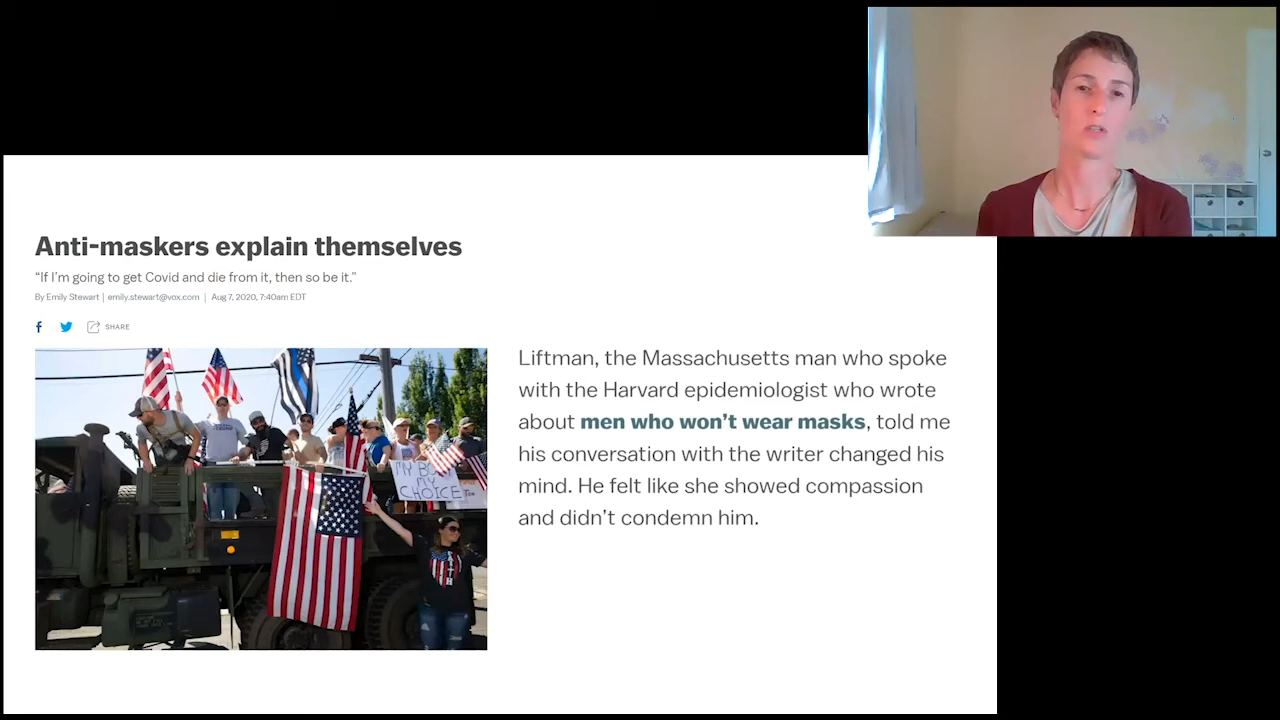 Anti-maskers explain themselves
“If I’m going to get Covid and die from it, then so be it.”
By Emily Stewart | emily.stewart@vox.com | Aug 7, 2020, 7:40am EDT
SHARE
MY
MY
CHOICE
FAITH
Liftman, the Massachusetts man who spoke
with the Harvard epidemiologist who wrote
about men who won’t wear masks, told me
his conversation with the writer changed his
mind. He felt like she showed compassion
and didn’t condemn him.